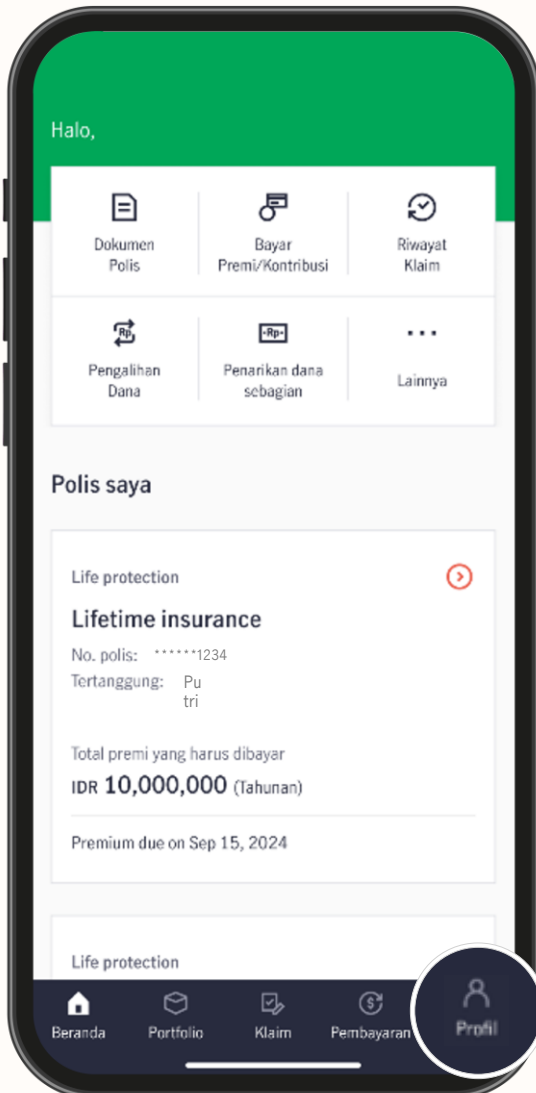 Halo,
Dokumen
Polis
Bayar
Premi/Kontribusi
Riwayat
Klaim
Rp
Pengalihan
Dana
-Rp-
Penarikan dana
sebagian
...
Lainnya
Polis saya
Life protection
Lifetime insurance
No. polis: ******1234
Tertanggung: Pu
tri
Total premi yang harus dibayar
IDR 10,000,000 (Tahunan)
Premium due on Sep 15, 2024
Life protection
$
Beranda Portfolio Klaim Pembayaran Profil